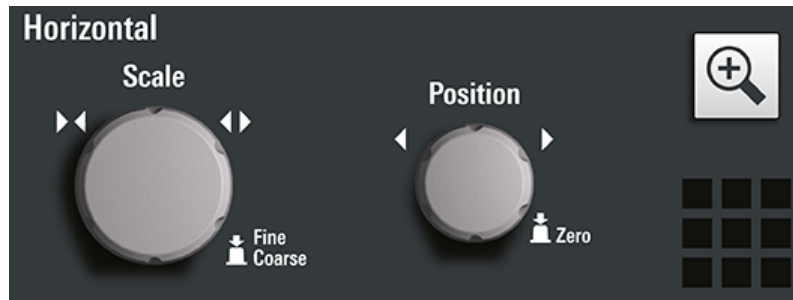 Horizontal
Scale
Position
Fine
Coarse
Zero